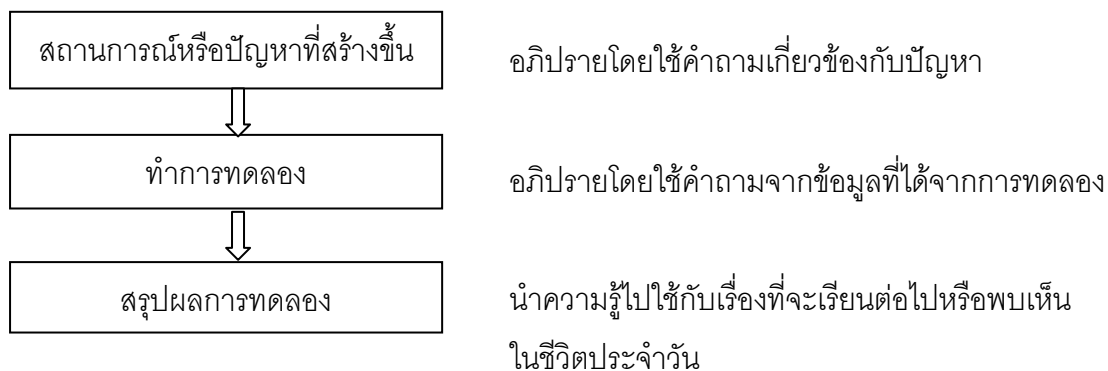 สถานการณ์หรือปัญหาที่สร้างขึ้น
อภิปรายโดยใช้คำถามเกี่ยวข้องกับปัญหา
ทำการทดลอง
อภิปรายโดยใช้คำถามจากข้อมูลที่ได้จากการทดลอง
สรุปผลการทดลอง
นำความรู้ไปใช้กับเรื่องที่จะเรียนต่อไปหรือพบเห็น
ในชีวิตประจำวัน